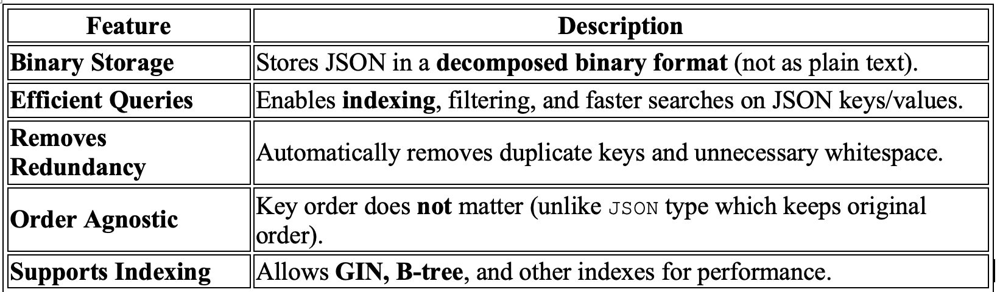 Feature Description
Binary Storage Stores JSON in a decomposed binary format (not as plain text).
Efficient Queries Enables indexing, filtering, and faster searches on JSON keys/values.
Removes
Redundancy
Automatically removes duplicate keys and unnecessary whitespace.
Order Agnostic
Key order does not matter (unlike JSON type which keeps original
order).
Supports Indexing Allows GIN, B-tree, and other indexes for performance.